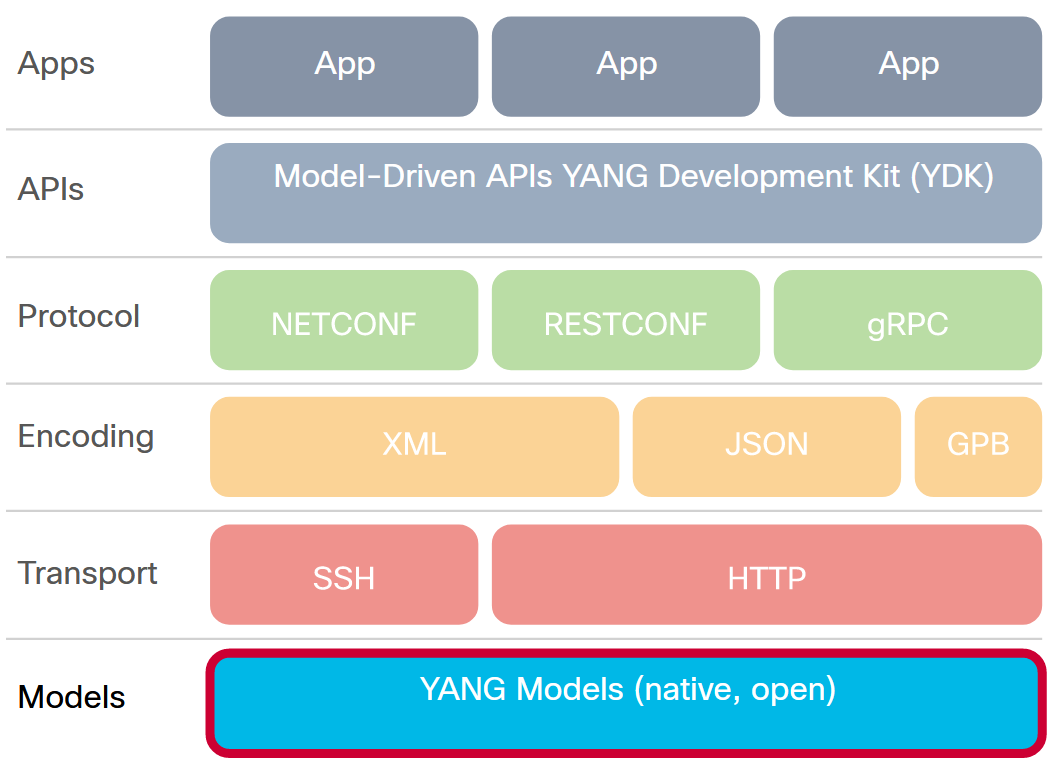 Apps
App
App
App
APIs
Model-Driven APIs YANG Development Kit (YDK)
Protocol
NETCONF
RESTCONF
gRPC
Encoding
XML
JSON
GPB
Transport
SSH
HTTP
Models
YANG Models (native, open)